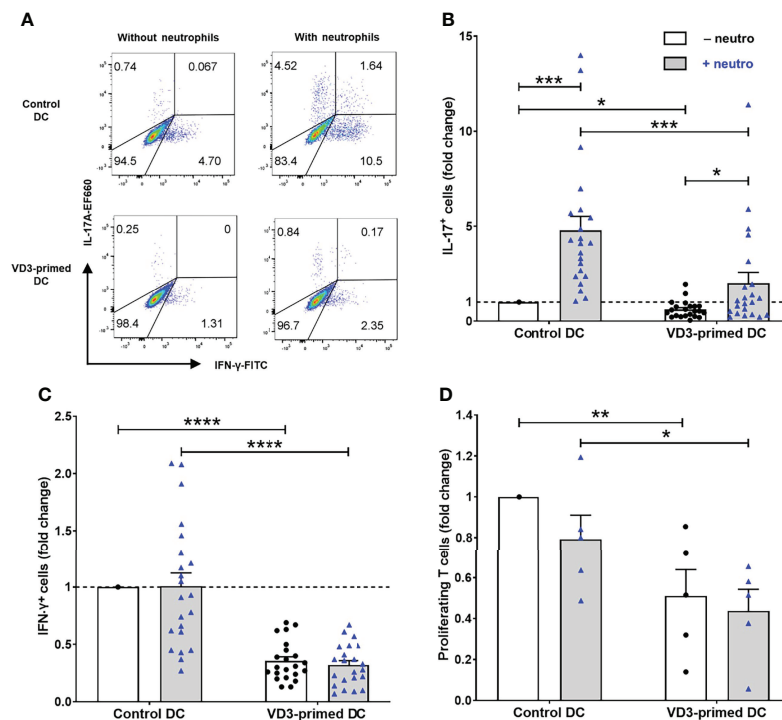 A
Without neutrophils
With neutrophils
Control
DC
0.74
0.067
94.5
4.70
4.52
1.64
83.4
10.5
VD3-primed
DC
0.25
0
98.4
1.31
0.84
0.17
96.7
2.35
IL-17A-EF660
IFN-γ-FITC
B
IL-17⁺ cells (fold change)
15
10
5
1
0
***
*
***
*
– neutro
+ neutro
Control DC
VD3-primed DC
C
IFN-γ⁺ cells (fold change)
2.5
2.0
1.5
1
0.5
0.0
****
****
Control DC
VD3-primed DC
D
Proliferating T cells (fold change)
1.4
1.2
1
0.8
0.6
0.4
0.2
0
**
*
Control DC
VD3-primed DC